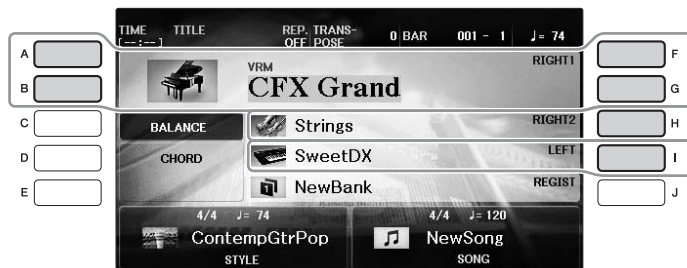 TIME TITLE REP. TRANS- 0 BAR 001 - 1 ♩= 74
[--:--] OFF POSE
A
F
RIGHT1
VRM
B
CFX Grand
G
C
BALANCE
Strings
RIGHT2
H
D
CHORD
SweetDX
LEFT
I
E
NewBank
REGIST
J
4/4 ♩= 74
ContempGtrPop
STYLE
4/4 ♩= 120
NewSong
SONG